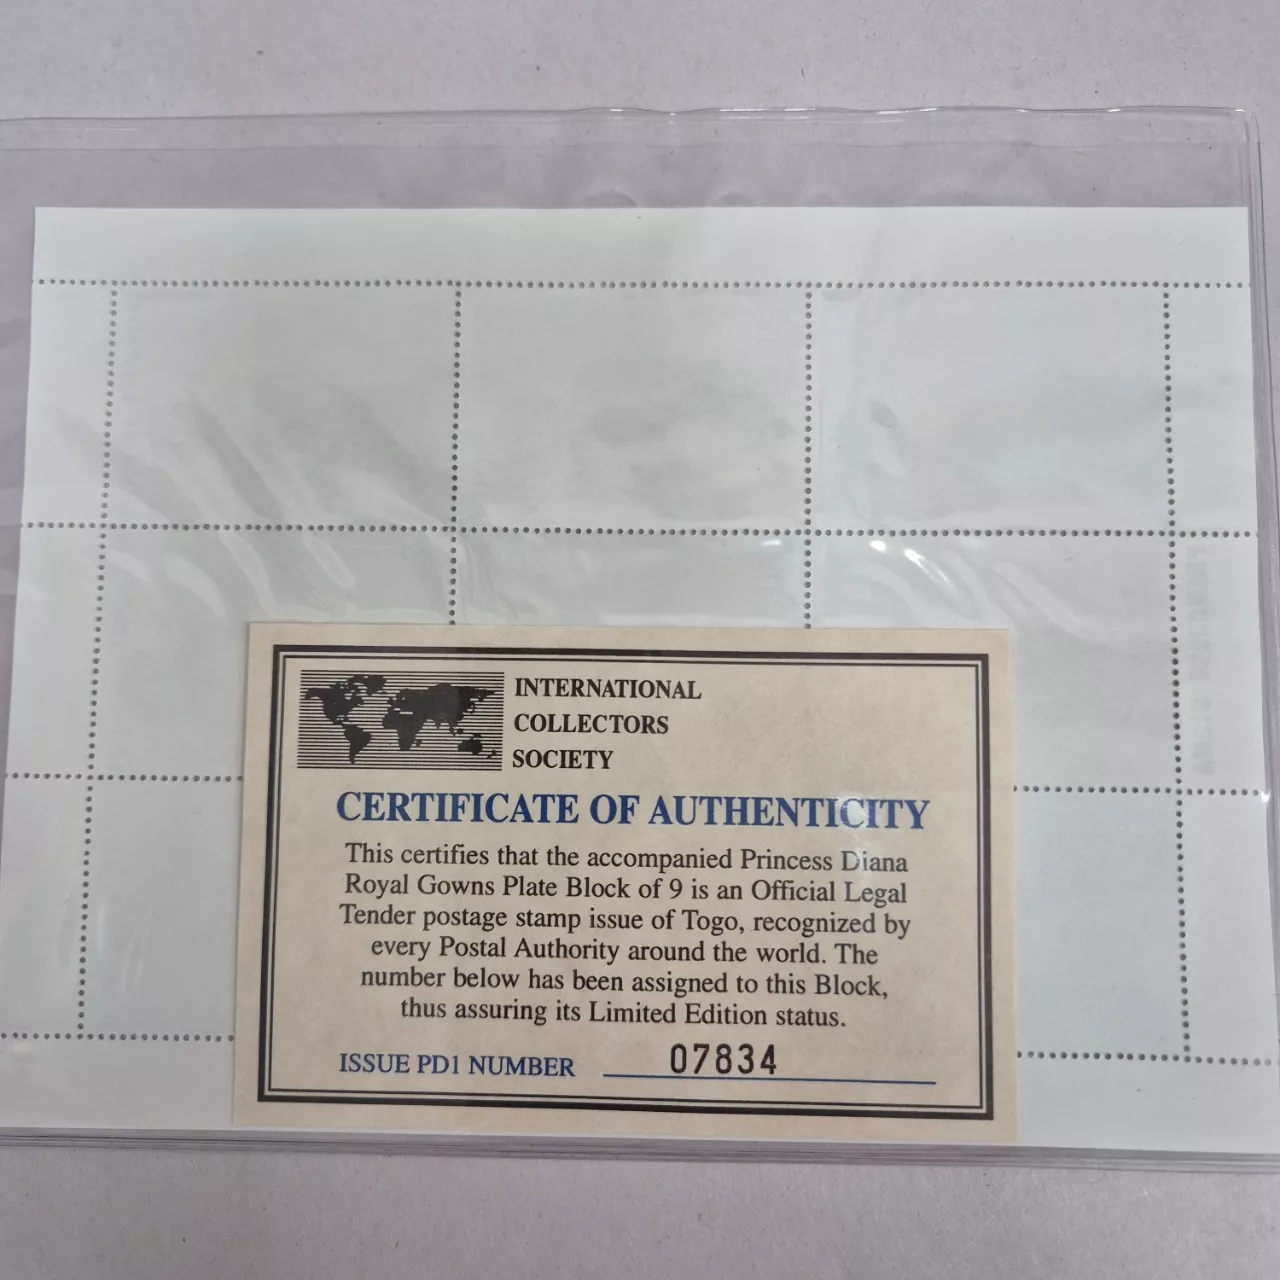 INTERNATIONAL
COLLECTORS
SOCIETY
CERTIFICATE OF AUTHENTICITY
This certifies that the accompanied Princess Diana
Royal Gowns Plate Block of 9 is an Official Legal
Tender postage stamp issue of Togo, recognized by
every Postal Authority around the world. The
number below has been assigned to this Block,
thus assuring its Limited Edition status.
ISSUE PD1 NUMBER 07834